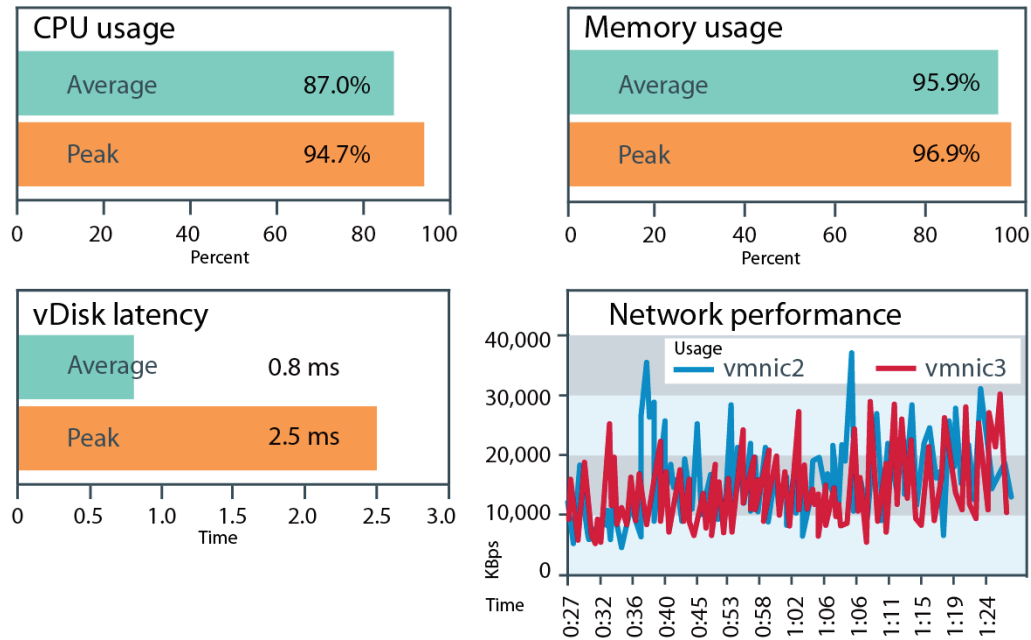 CPU usage
Average 87.0%
Peak 94.7%
0 20 40 60 80 100
Percent
Memory usage
Average 95.9%
Peak 96.9%
0 20 40 60 80 100
Percent
vDisk latency
Average 0.8 ms
Peak 2.5 ms
0 0.5 1.0 1.5 2.0 2.5 3.0
Time
Network performance
Usage
vmnic2 vmnic3
40,000
30,000
20,000
10,000
0
KBps
Time
0:27 0:32 0:36 0:40 0:45 0:53 0:58 1:02 1:06 1:06 1:11 1:15 1:19 1:24